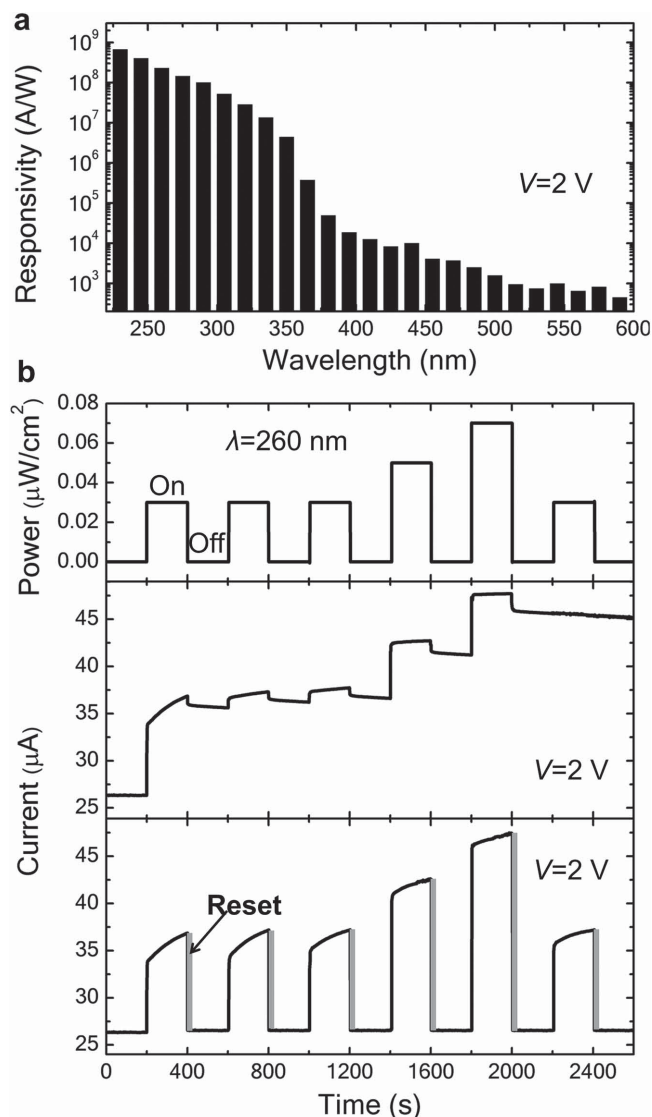 a
Responsivity (A/W)
10⁹
10⁸
10⁷
10⁶
10⁵
10⁴
10³
V=2 V
250 300 350 400 450 500 550 600
Wavelength (nm)
b
Power (μW/cm²)
0.08
0.06
0.04
0.02
0.00
λ=260 nm
On
Off
Current (μA)
45
40
35
30
25
V=2 V
45
40
35
30
25
V=2 V
Reset
0 400 800 1200 1600 2000 2400
Time (s)